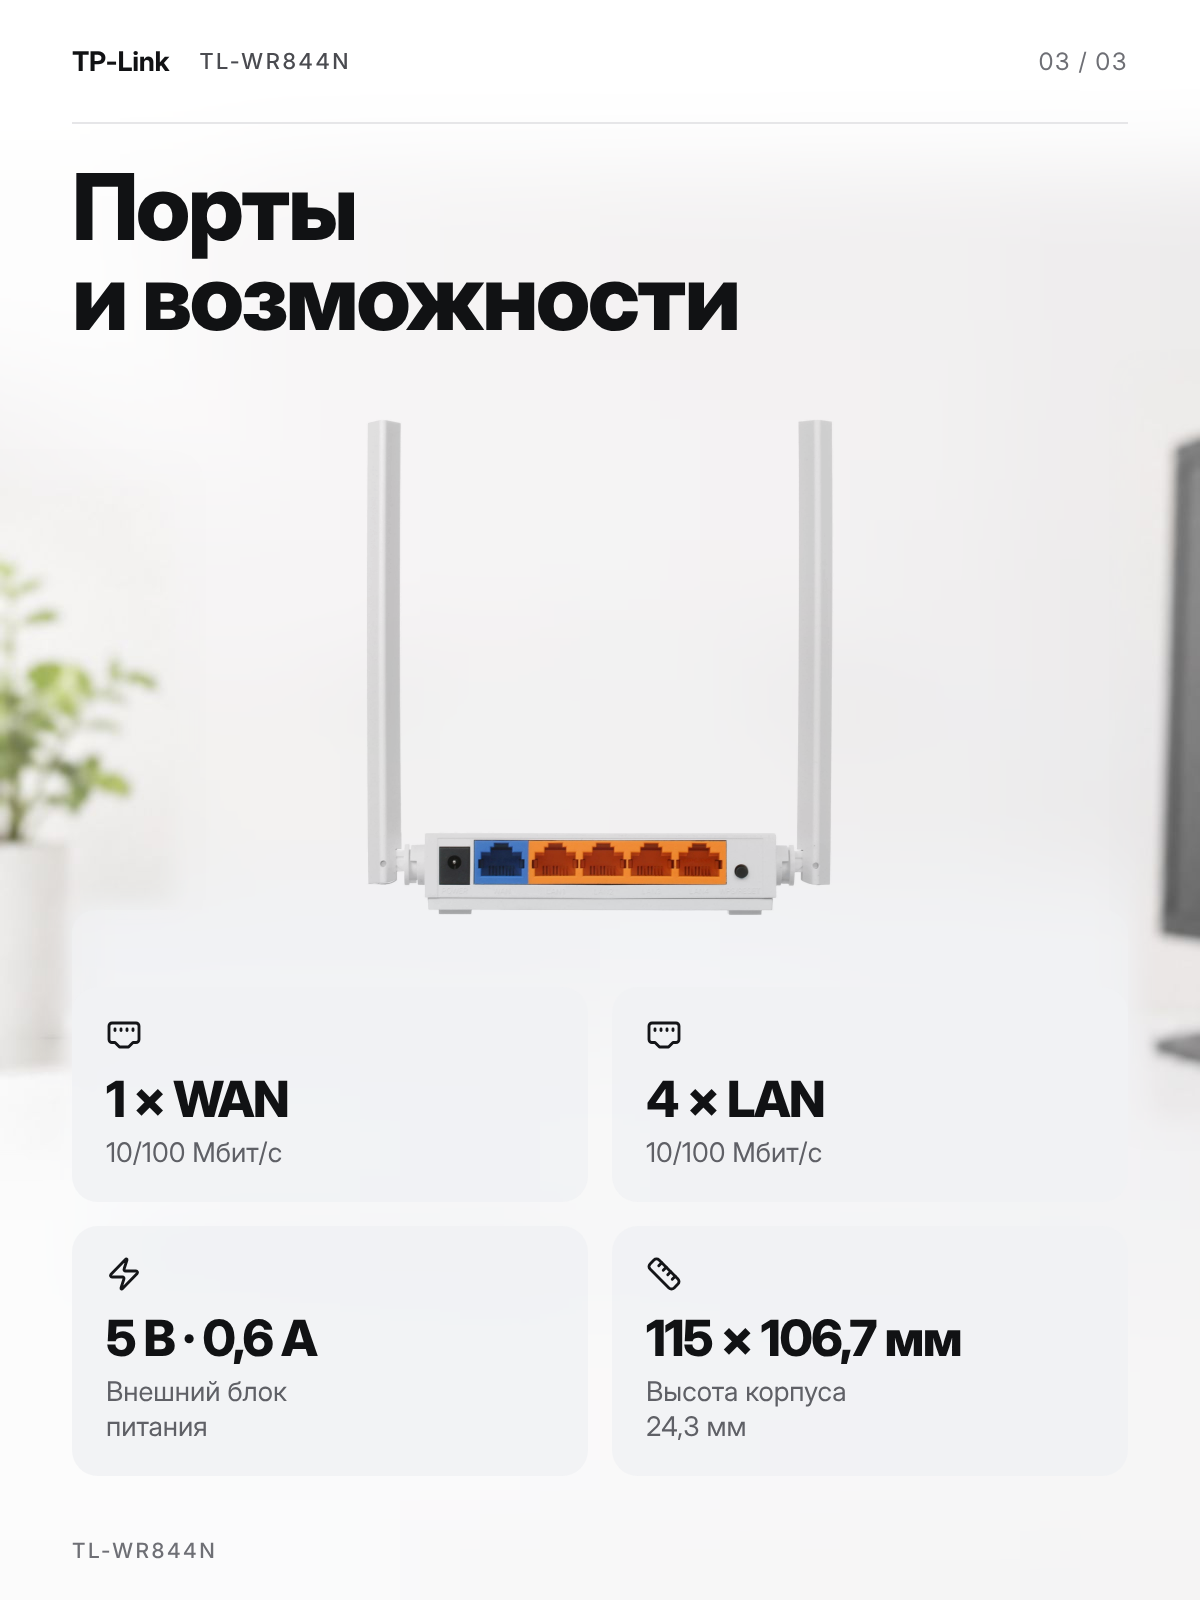 TP-Link TL-WR844N 03 / 03
Порты
и возможности
1 × WAN
10/100 Мбит/с
4 × LAN
10/100 Мбит/с
5 В · 0,6 А
Внешний блок
питания
115 × 106,7 мм
Высота корпуса
24,3 мм
TL-WR844N